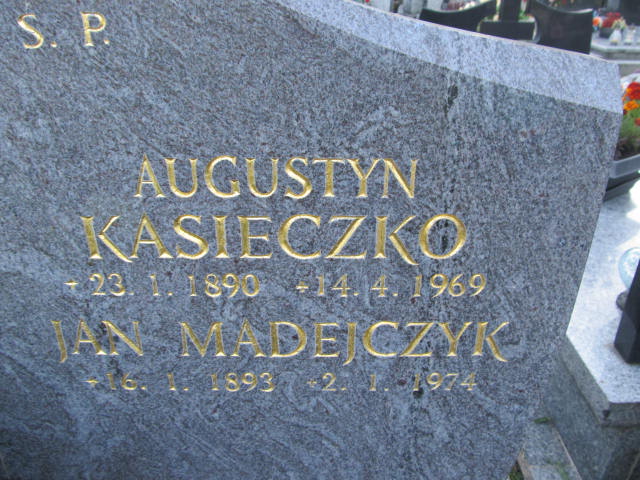 S. P.
AUGUSTYN
KASIECZKO
+23. 1. 1890 +14. 4. 1969
JAN MADEJCZYK
+16. 1. 1893 +2. 1. 1974